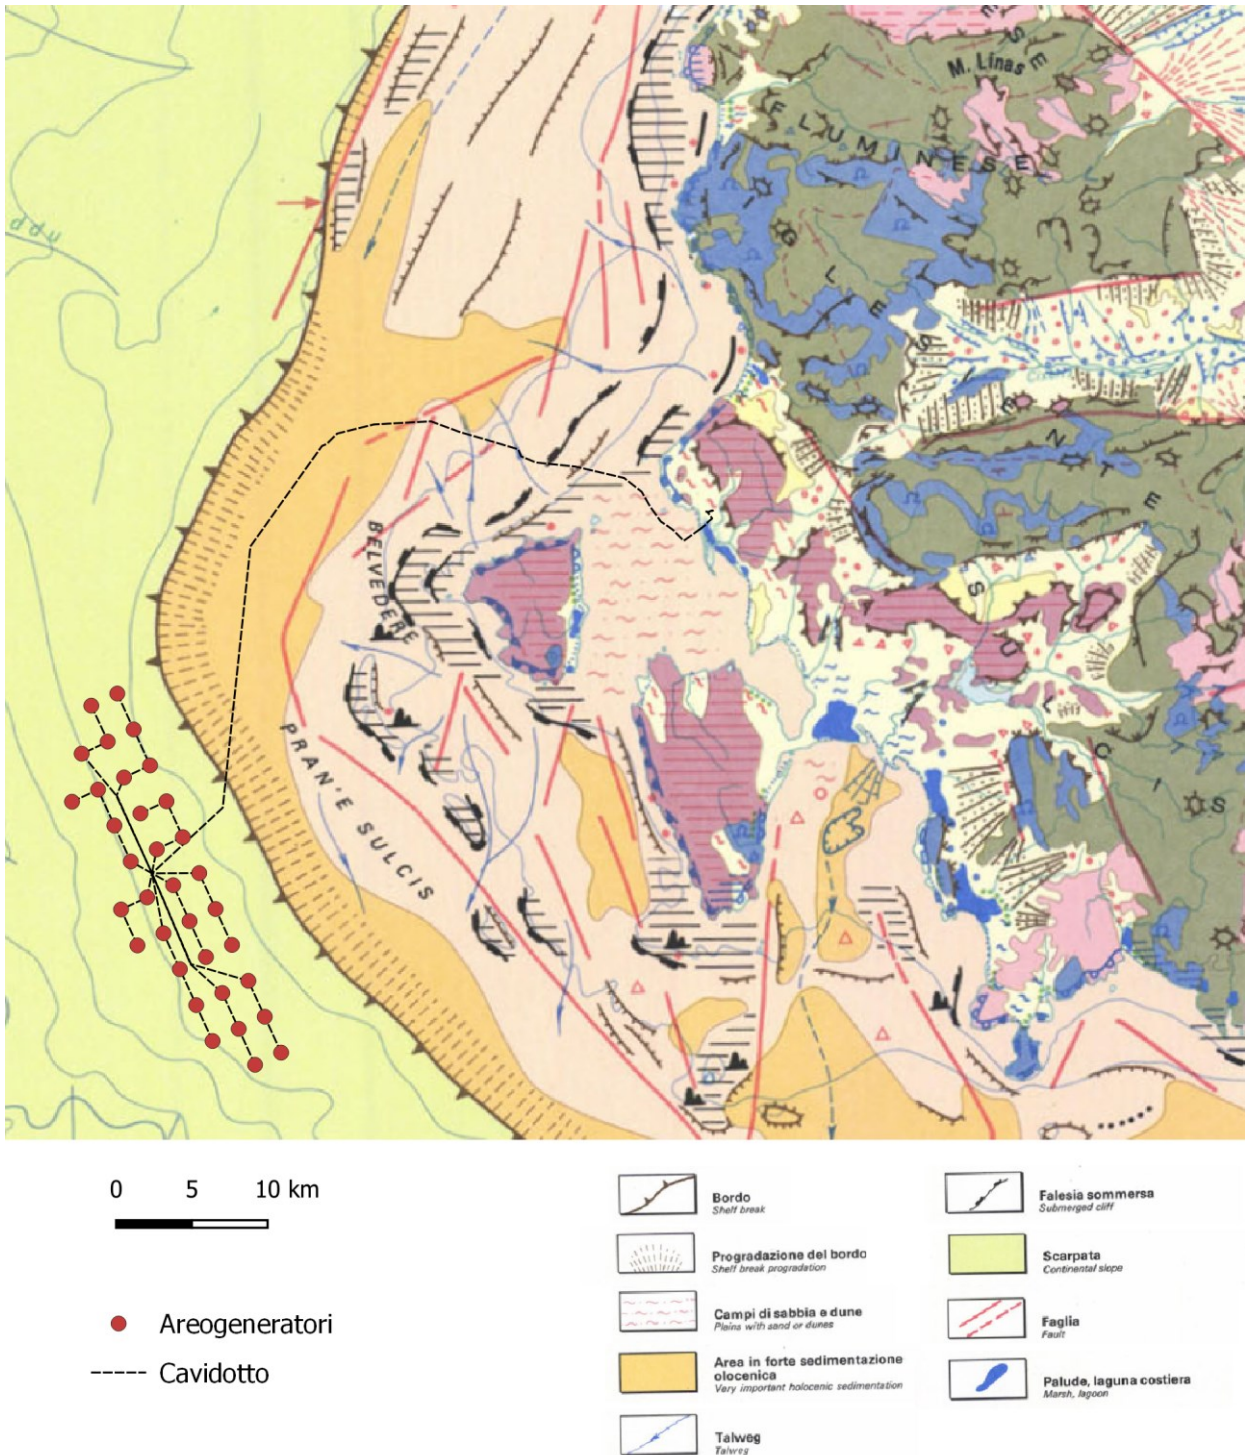 M. Linas
FLUMINESE
IGLESIENTE
SULCIS
BELVEDERE
PRAN'E SULCIS
0 5 10 km
Areogeneratori
Cavidotto
Bordo
Shelf break
Progradazione del bordo
Shelf break progradation
Campi di sabbia e dune
Plains with sand or dunes
Area in forte sedimentazione
olocenica
Very important holocenic sedimentation
Talweg
Talweg
Falesia sommersa
Submerged cliff
Scarpata
Continental slope
Faglia
Fault
Palude, laguna costiera
Marsh, lagoon